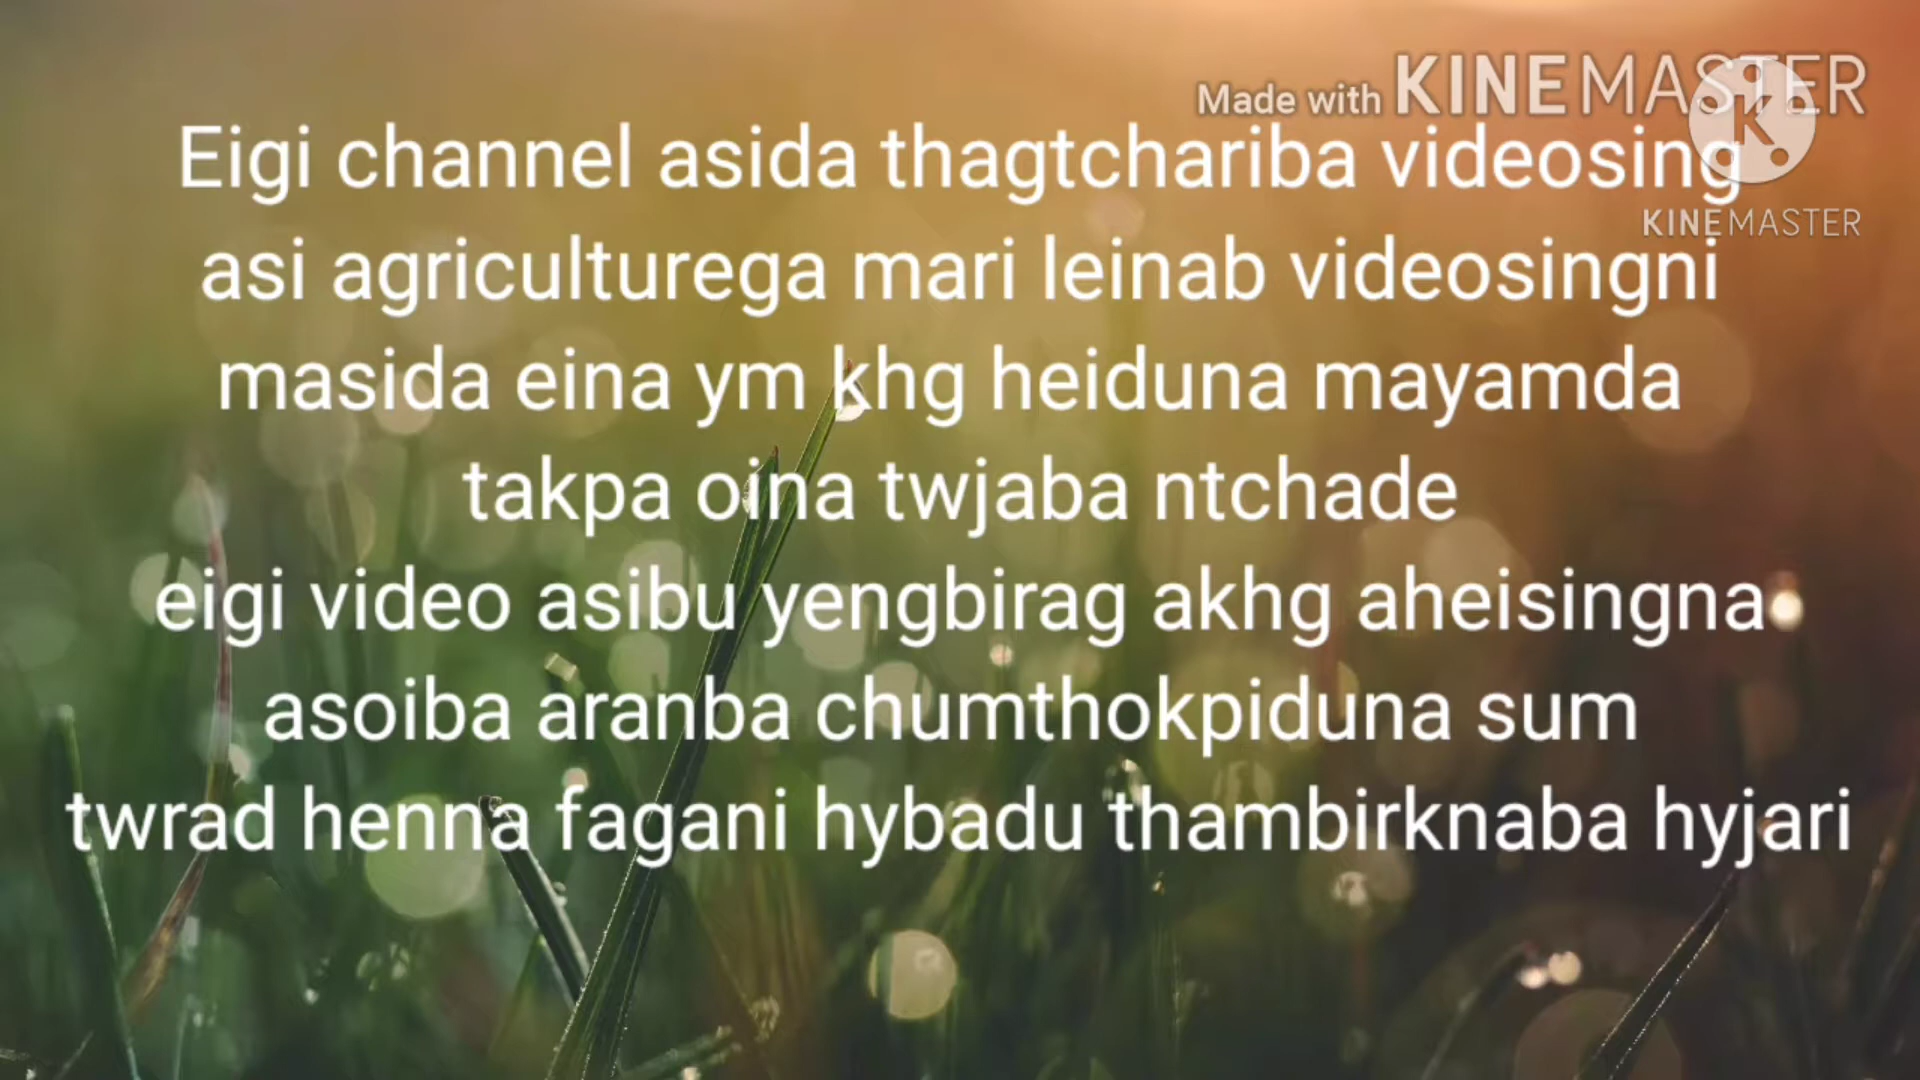 Made with KINEMASTER
Eigi channel asida thagtchariba videosing
KINEMASTER
asi agriculturega mari leinab videosingni
masida eina ym khg heiduna mayamda
takpa oina twjaba ntchade
eigi video asibu yengbirag akhg aheisingna
asoiba aranba chumthokpiduna sum
twrad henna fagani hybadu thambirknaba hyjari